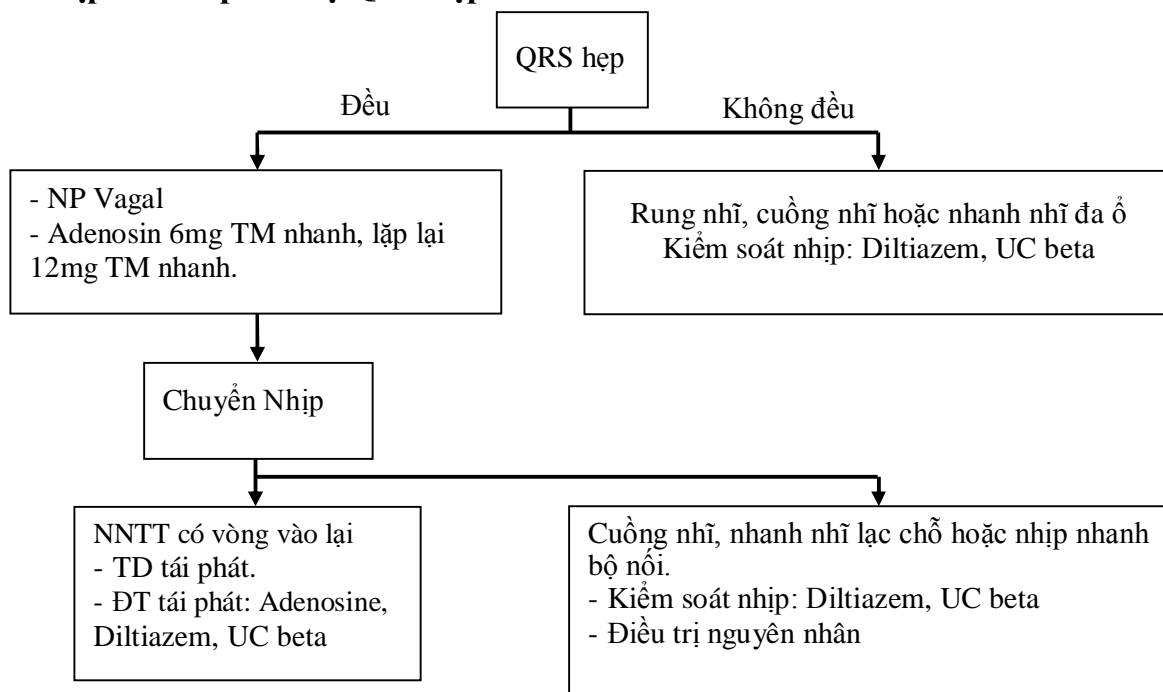 QRS hẹp
Đều
Không đều
- NP Vagal
- Adenosin 6mg TM nhanh, lặp lại
12mg TM nhanh.
Rung nhĩ, cuồng nhĩ hoặc nhanh nhĩ đa ổ
Kiểm soát nhịp: Diltiazem, UC beta
Chuyển Nhịp
NNTT có vòng vào lại
- TD tái phát.
- ĐT tái phát: Adenosine,
Diltiazem, UC beta
Cuồng nhĩ, nhanh nhĩ lạc chỗ hoặc nhịp nhanh
bộ nối.
- Kiểm soát nhịp: Diltiazem, UC beta
- Điều trị nguyên nhân